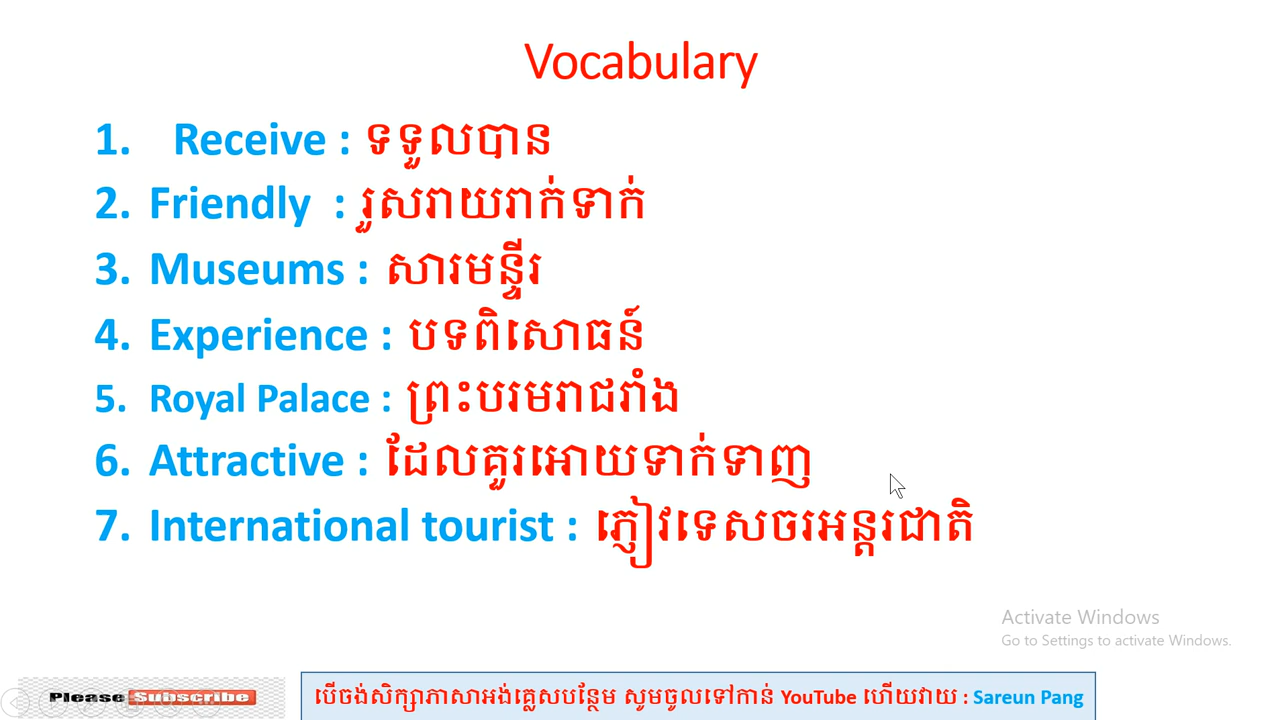 Vocabulary
1. Receive : ទទួលបាន
2. Friendly : រួសរាយរាក់ទាក់
3. Museums : សារមន្ទីរ
4. Experience : បទពិសោធន៍
5. Royal Palace : ព្រះបរមរាជវាំង
6. Attractive : ដែលគួរអោយទាក់ទាញ
7. International tourist : ភ្ញៀវទេសចរអន្តរជាតិ
Activate Windows
Go to Settings to activate Windows.
Please Subscribe
បើចង់សិក្សាភាសាអង់គ្លេសបន្ថែម សូមចូលទៅកាន់ YouTube ហើយវាយ : Sareun Pang